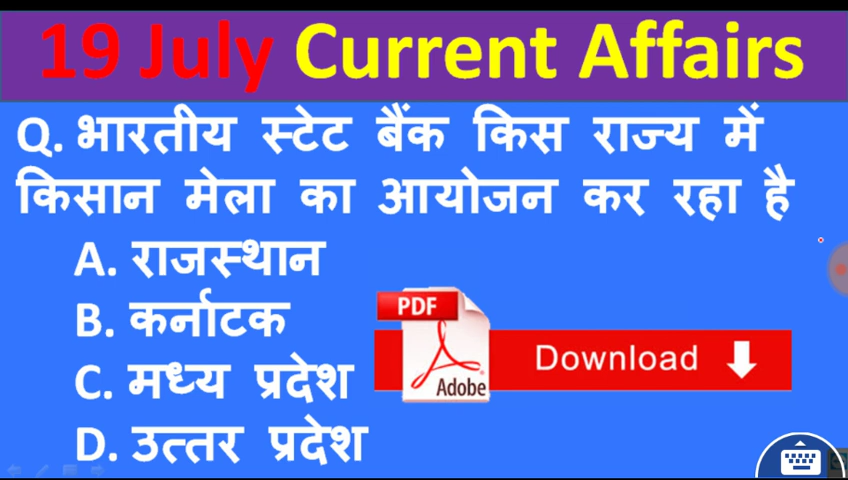 19 July Current Affairs
Q. भारतीय स्टेट बैंक किस राज्य में
किसान मेला का आयोजन कर रहा है
A. राजस्थान
B. कर्नाटक
C. मध्य प्रदेश
D. उत्तर प्रदेश
PDF
Adobe
Download